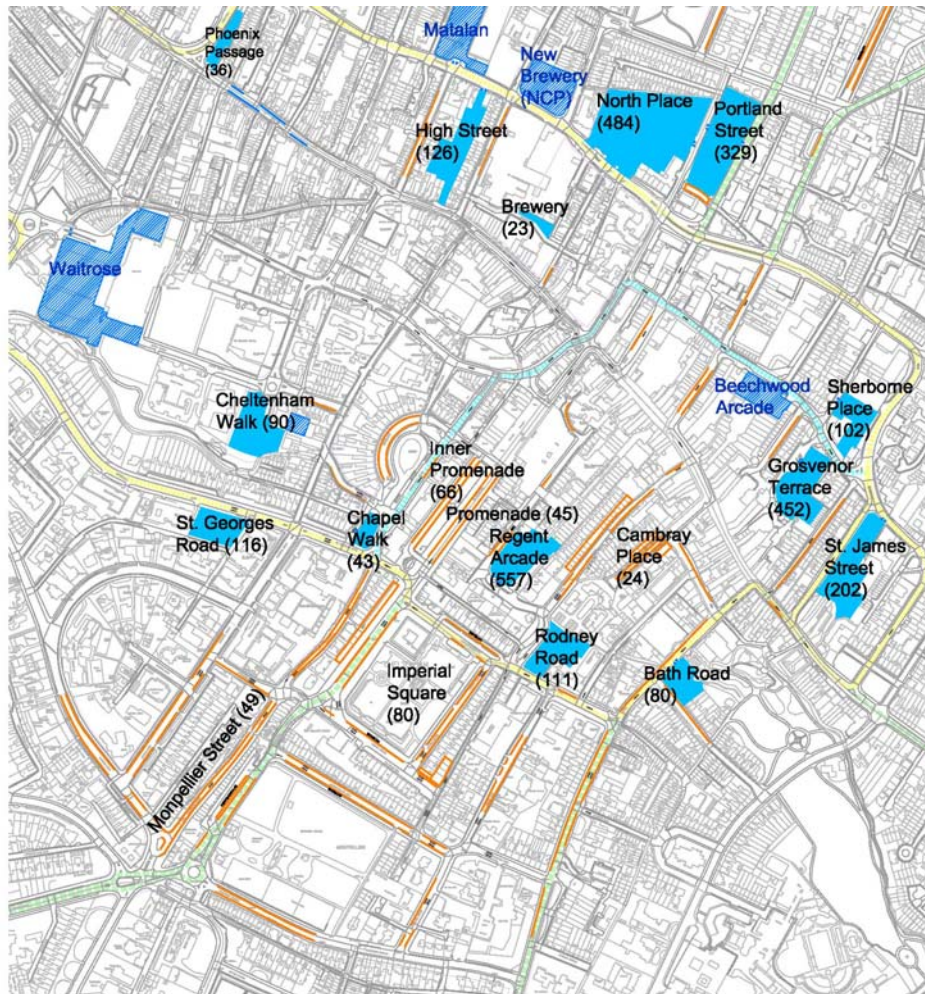 Phoenix
Passage
(36)
Matalan
New
Brewery
(NCP)
North Place
(484)
Portland
Street
(329)
High Street
(126)
Brewery
(23)
Waitrose
Beechwood
Arcade
Sherborne
Place
(102)
Cheltenham
Walk (90)
Inner
Promenade
(66)
Grosvenor
Terrace
(452)
St. Georges
Road (116)
Chapel
Walk
(43)
Promenade (45)
Regent
Arcade
(557)
Cambray
Place
(24)
St. James
Street
(202)
Rodney
Road
(111)
Imperial
Square
(80)
Bath Road
(80)
Monpellier Street (49)